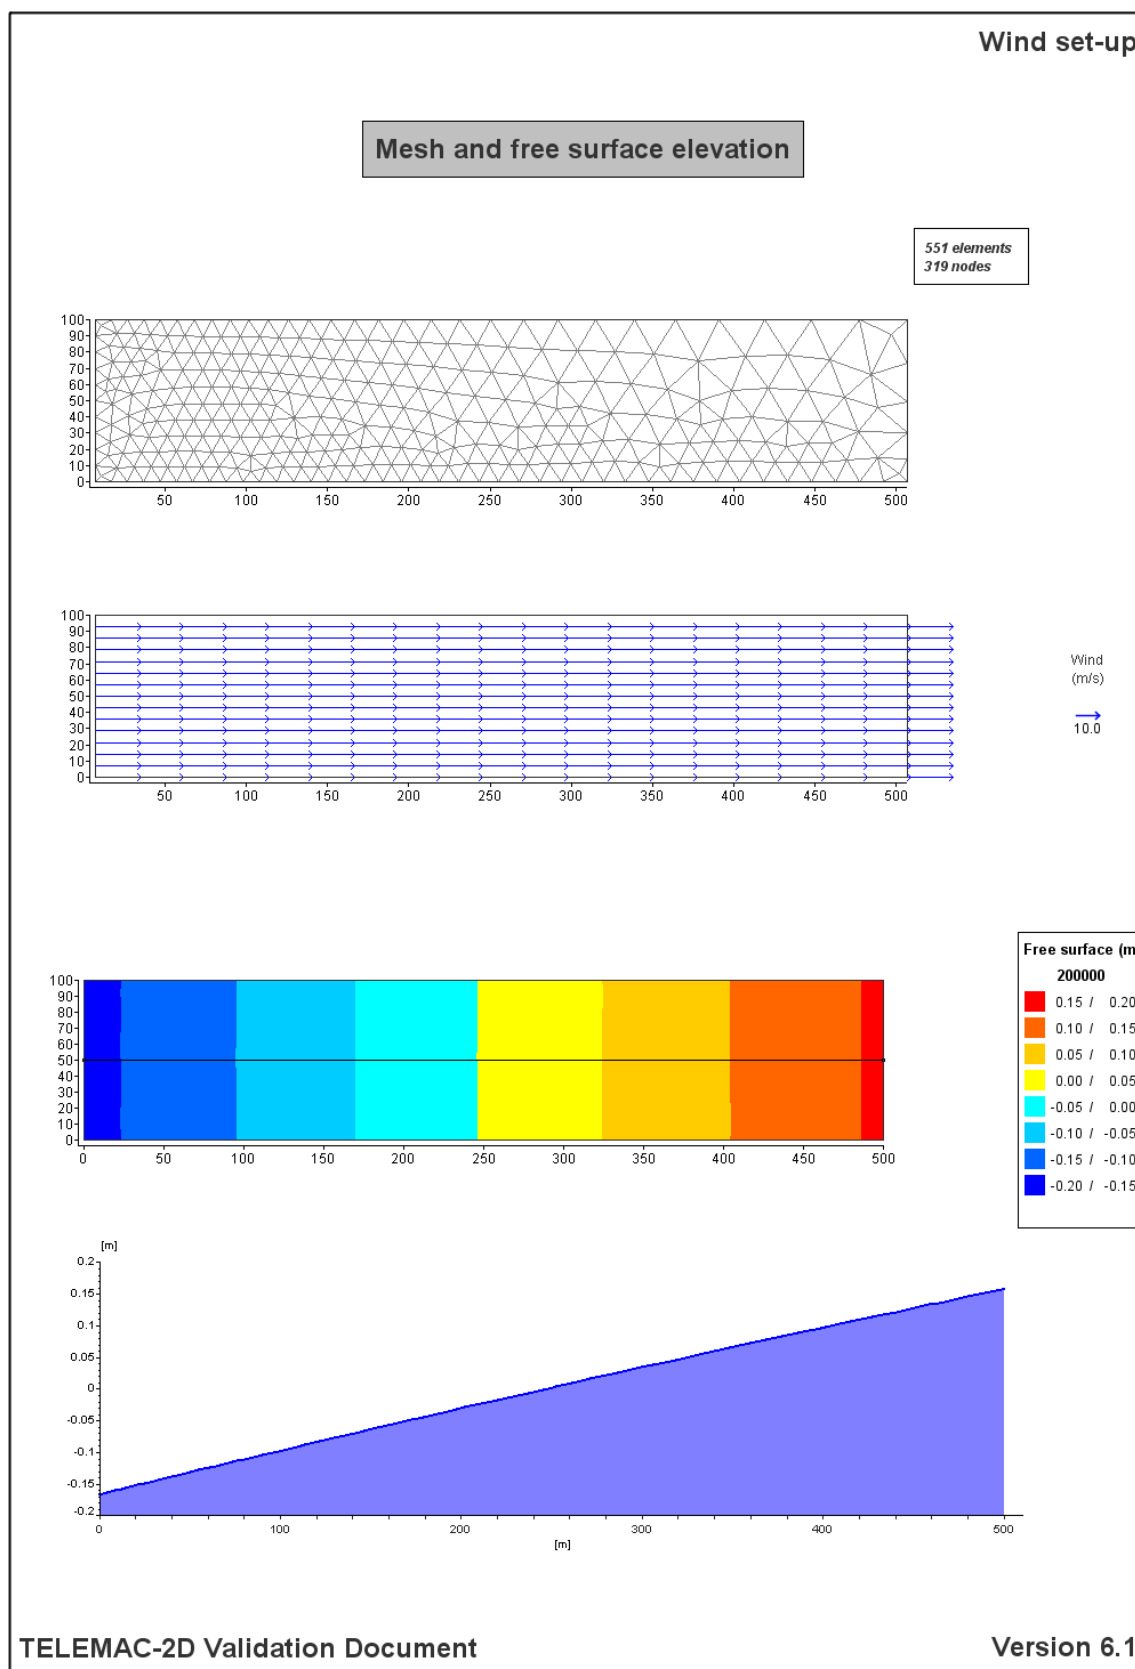 Wind set-up
Mesh and free surface elevation
551 elements
319 nodes
100
90
80
70
60
50
40
30
20
10
0
50 100 150 200 250 300 350 400 450 500
100
90
80
70
60
50
40
30
20
10
0
50 100 150 200 250 300 350 400 450 500
Wind
(m/s)
10.0
100
90
80
70
60
50
40
30
20
10
0
0 50 100 150 200 250 300 350 400 450 500
Free surface (m
200000
0.15 / 0.20
0.10 / 0.15
0.05 / 0.10
0.00 / 0.05
-0.05 / 0.00
-0.10 / -0.05
-0.15 / -0.10
-0.20 / -0.15
[m]
0.2
0.15
0.1
0.05
0
-0.05
-0.1
-0.15
-0.2
0 100 200 300 400 500
[m]
TELEMAC-2D Validation Document
Version 6.1